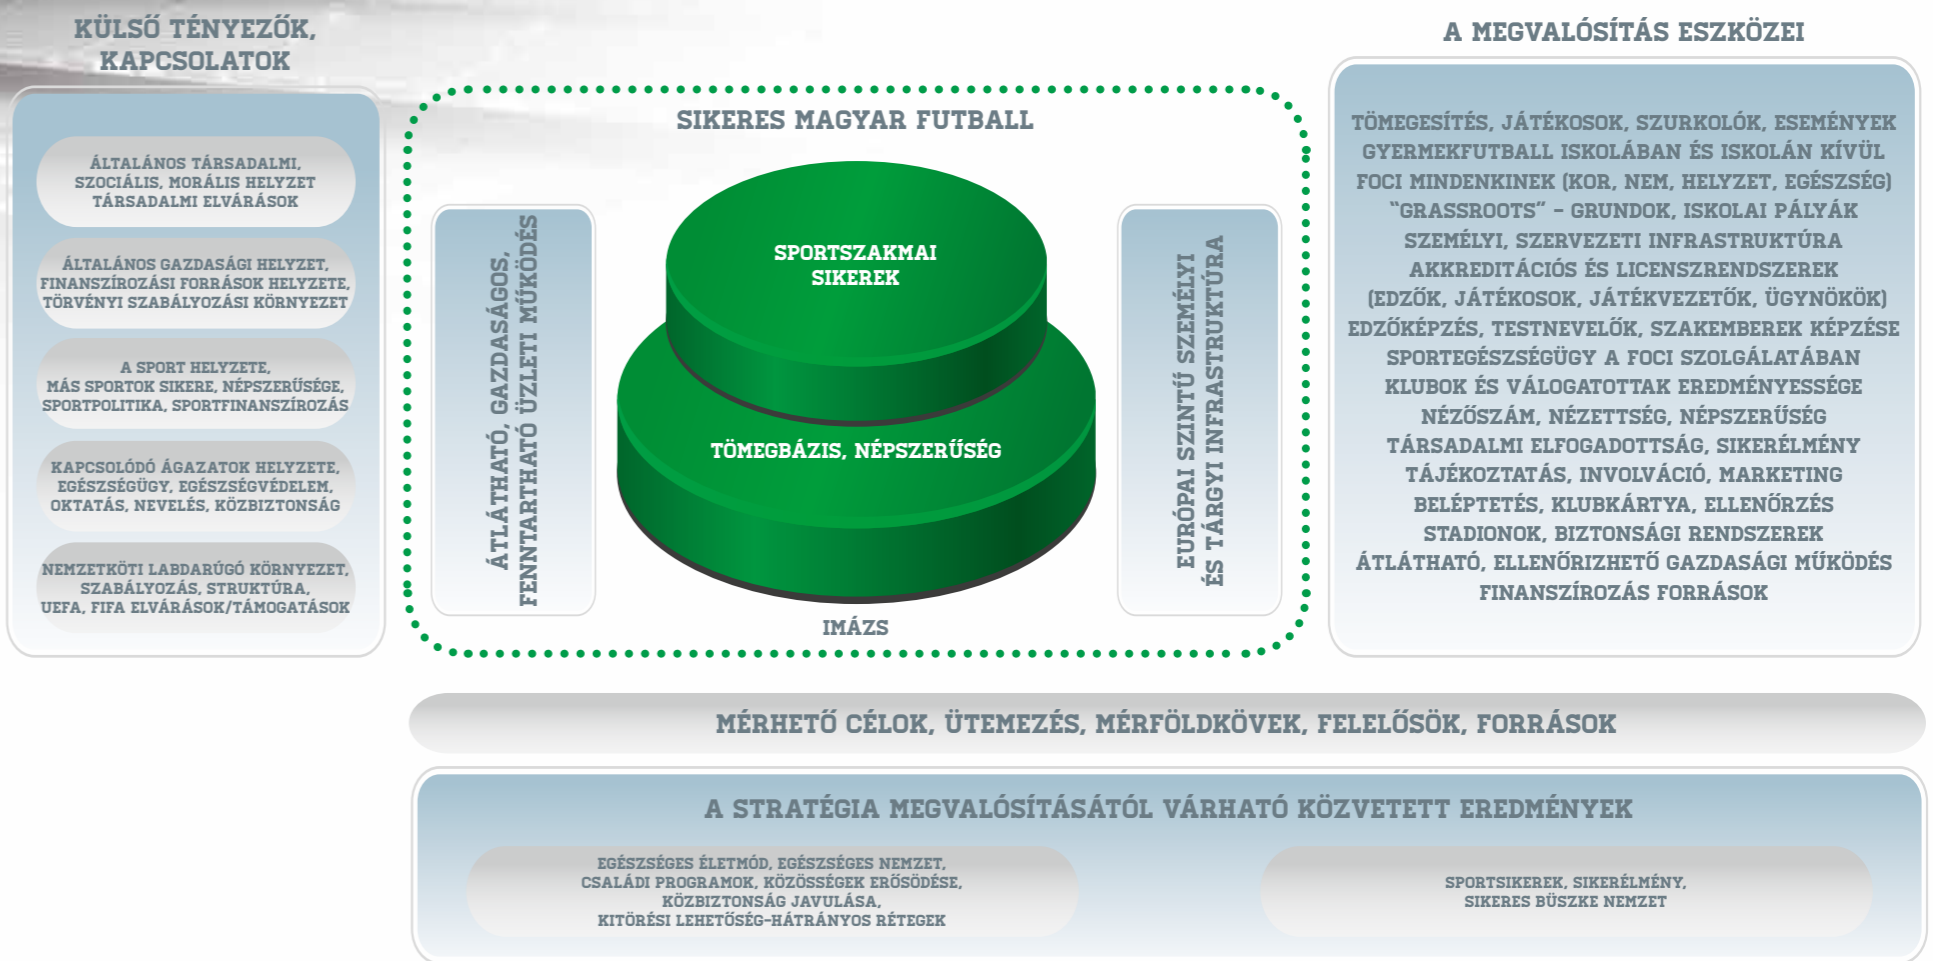 KÜLSŐ TÉNYEZŐK,
KAPCSOLATOK
ÁLTALÁNOS TÁRSADALMI,
SZOCIÁLIS, MORÁLIS HELYZET
TÁRSADALMI ELVÁRÁSOK
ÁLTALÁNOS GAZDASÁGI HELYZET,
FINANSZÍROZÁSI FORRÁSOK HELYZETE,
TÖRVÉNYI SZABÁLYOZÁSI KÖRNYEZET
A SPORT HELYZETE,
MÁS SPORTOK SIKERE, NÉPSZERŰSÉGE,
SPORTPOLITIKA, SPORTFINANSZÍROZÁS
KAPCSOLÓDÓ ÁGAZATOK HELYZETE,
EGÉSZSÉGÜGY, EGÉSZSÉGVÉDELEM,
OKTATÁS, NEVELÉS, KÖZBIZTONSÁG
NEMZETKÖTI LABDARÚGÓ KÖRNYEZET,
SZABÁLYOZÁS, STRUKTÚRA,
UEFA, FIFA ELVÁRÁSOK/TÁMOGATÁSOK
SIKERES MAGYAR FUTBALL
ÁTLÁTHATÓ, GAZDASÁGOS,
FENNTARTHATÓ ÜZLETI MŰKÖDÉS
SPORTSZAKMAI
SIKEREK
TÖMEGBÁZIS, NÉPSZERŰSÉG
EURÓPAI SZINTŰ SZEMÉLYI
ÉS TÁRGYI INFRASTRUKTÚRA
IMÁZS
A MEGVALÓSÍTÁS ESZKÖZEI
TÖMEGESÍTÉS, JÁTÉKOSOK, SZURKOLÓK, ESEMÉNYEK
GYERMEKFUTBALL ISKOLÁBAN ÉS ISKOLÁN KÍVÜL
FOCI MINDENKINEK (KOR, NEM, HELYZET, EGÉSZSÉG)
“GRASSROOTS” – GRUNDOK, ISKOLAI PÁLYÁK
SZEMÉLYI, SZERVEZETI INFRASTRUKTÚRA
AKKREDITÁCIÓS ÉS LICENSZRENDSZEREK
(EDZŐK, JÁTÉKOSOK, JÁTÉKVEZETŐK, ÜGYNÖKÖK)
EDZŐKÉPZÉS, TESTNEVELŐK, SZAKEMBEREK KÉPZÉSE
SPORTEGÉSZSÉGÜGY A FOCI SZOLGÁLATÁBAN
KLUBOK ÉS VÁLOGATOTTAK EREDMÉNYESSÉGE
NÉZŐSZÁM, NÉZETTSÉG, NÉPSZERŰSÉG
TÁRSADALMI ELFOGADOTTSÁG, SIKERÉLMÉNY
TÁJÉKOZTATÁS, INVOLVÁCIÓ, MARKETING
BELÉPTETÉS, KLUBKÁRTYA, ELLENŐRZÉS
STADIONOK, BIZTONSÁGI RENDSZEREK
ÁTLÁTHATÓ, ELLENŐRIZHETŐ GAZDASÁGI MŰKÖDÉS
FINANSZÍROZÁS FORRÁSOK
MÉRHETŐ CÉLOK, ÜTEMEZÉS, MÉRFÖLDKÖVEK, FELELŐSÖK, FORRÁSOK
A STRATÉGIA MEGVALÓSÍTÁSÁTÓL VÁRHATÓ KÖZVETETT EREDMÉNYEK
EGÉSZSÉGES ÉLETMÓD, EGÉSZSÉGES NEMZET,
CSALÁDI PROGRAMOK, KÖZÖSSÉGEK ERŐSÖDÉSE,
KÖZBIZTONSÁG JAVULÁSA,
KITÖRÉSI LEHETŐSÉG-HÁTRÁNYOS RÉTEGEK
SPORTSIKEREK, SIKERÉLMÉNY,
SIKERES BÜSZKE NEMZET